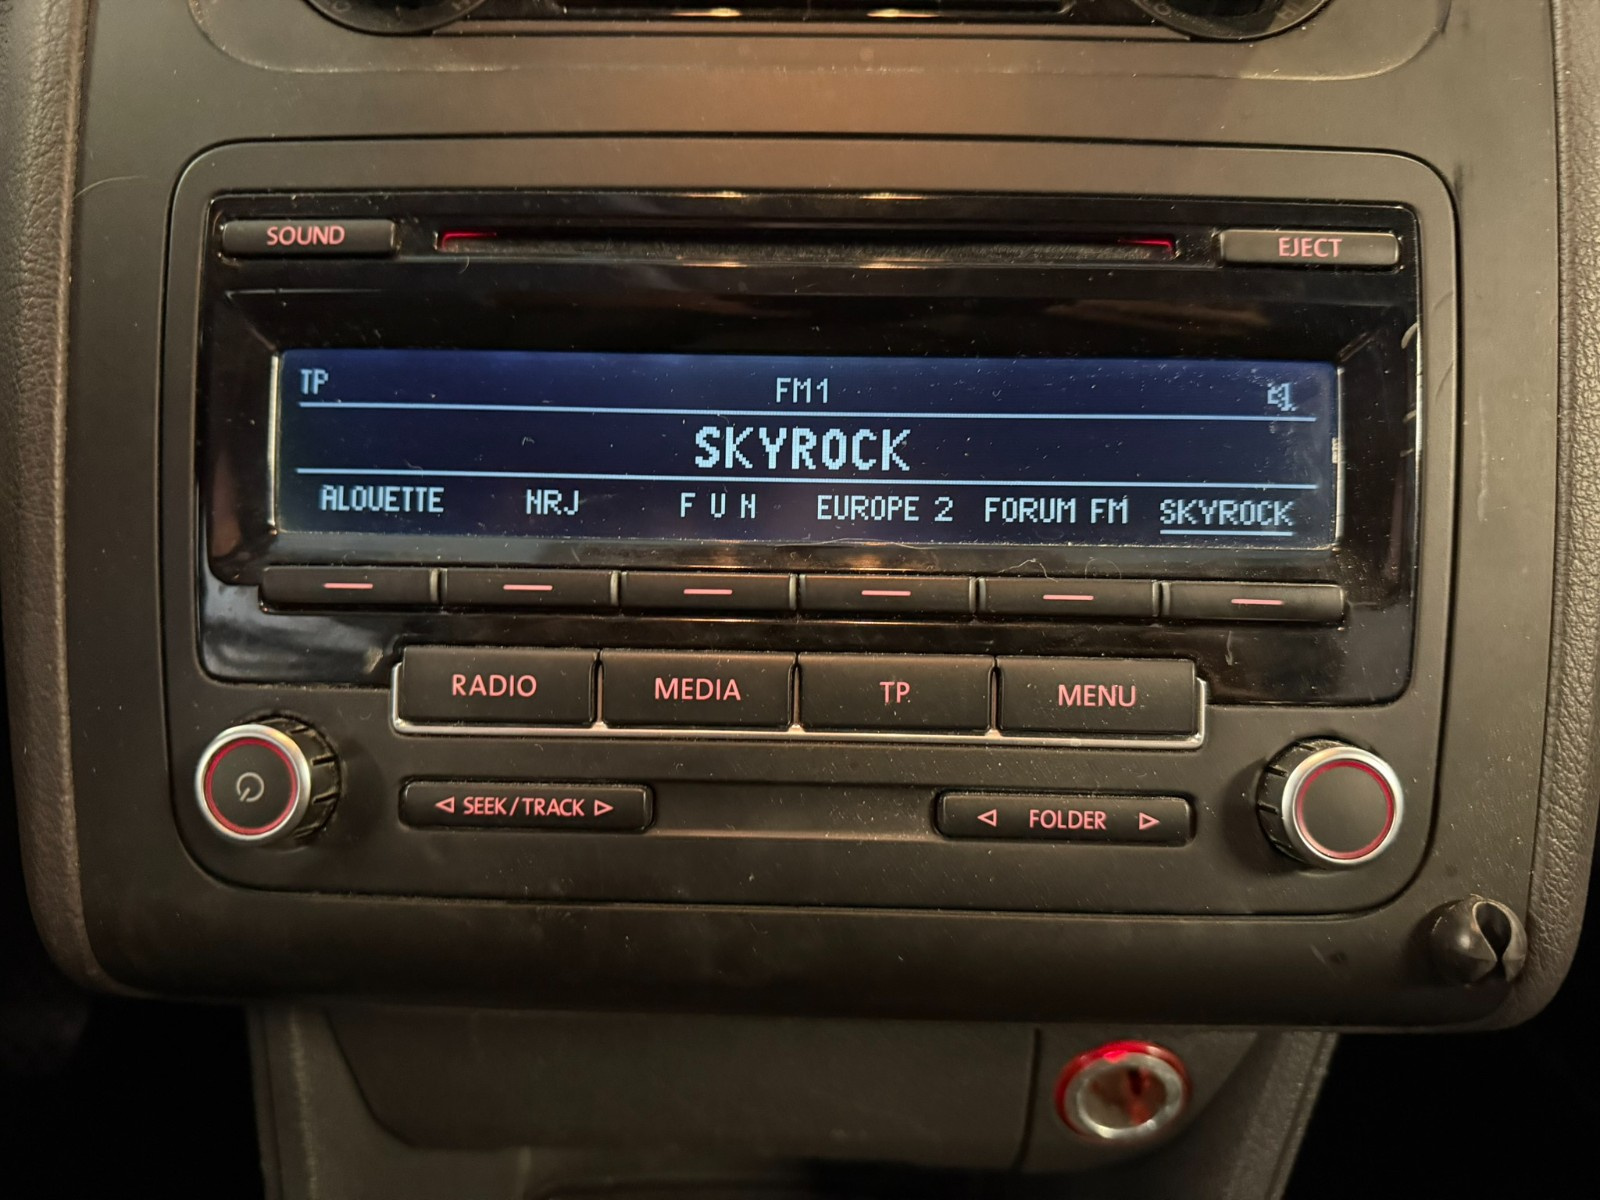 SOUND
EJECT
TP FM1
SKYROCK
ALOUETTE NRJ F U N EUROPE 2 FORUM FM SKYROCK
RADIO MEDIA TP MENU
SEEK/TRACK FOLDER